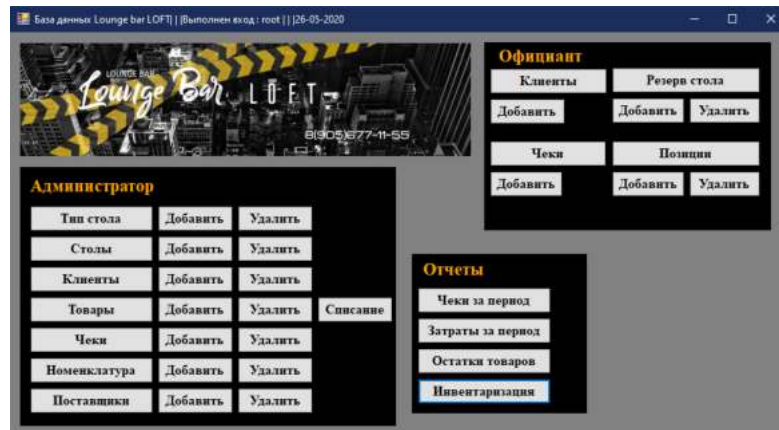 База данных Lounge bar LOFT| | |Выполнен вход : root | | |26-05-2020
LOUNGE BAR
Lounge Bar LOFT
8(905)677-11-55
Официант
Клиенты Резерв стола
Добавить Добавить Удалить
Чеки Позиции
Добавить Добавить Удалить
Администратор
Тип стола Добавить Удалить
Столы Добавить Удалить
Клиенты Добавить Удалить
Товары Добавить Удалить Списание
Чеки Добавить Удалить
Номенклатура Добавить Удалить
Поставщики Добавить Удалить
Отчеты
Чеки за период
Затраты за период
Остатки товаров
Инвентаризация